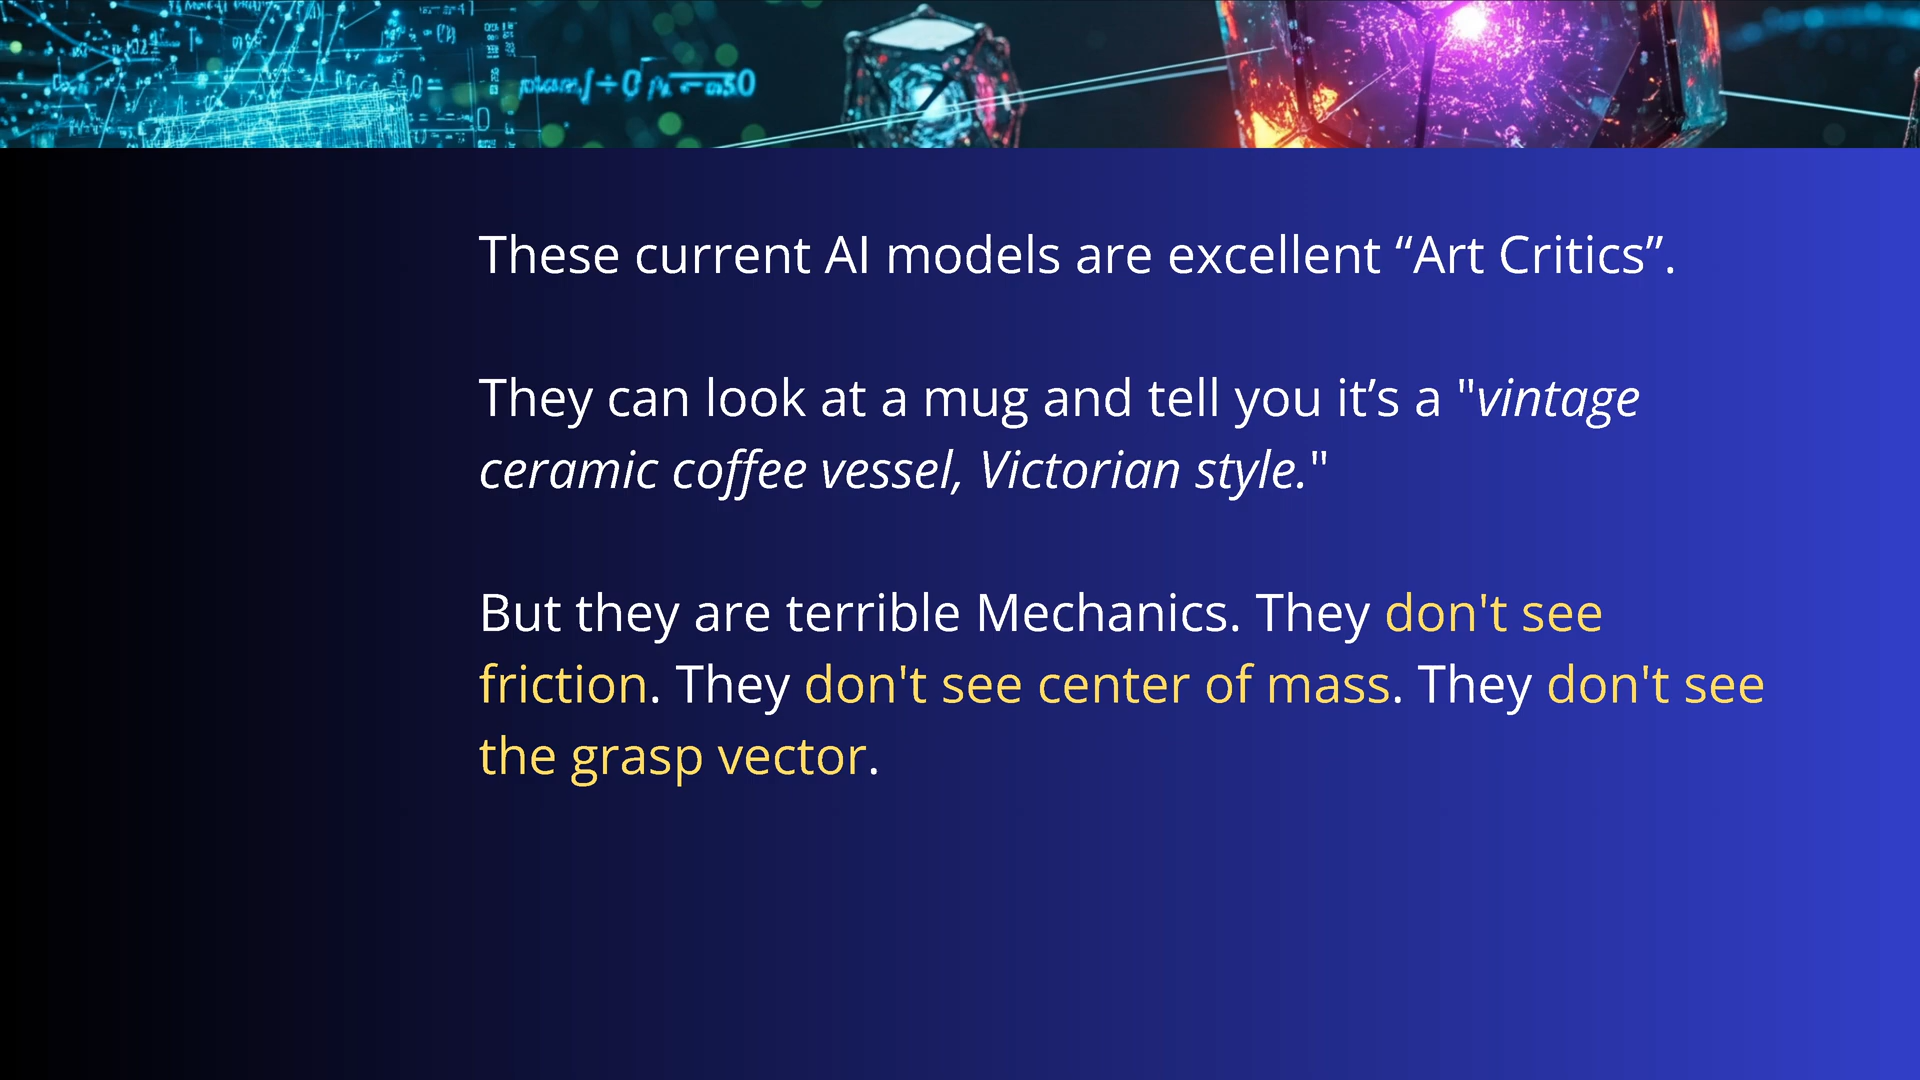 These current AI models are excellent “Art Critics”.
They can look at a mug and tell you it’s a "vintage
ceramic coffee vessel, Victorian style."
But they are terrible Mechanics. They don't see
friction. They don't see center of mass. They don't see
the grasp vector.